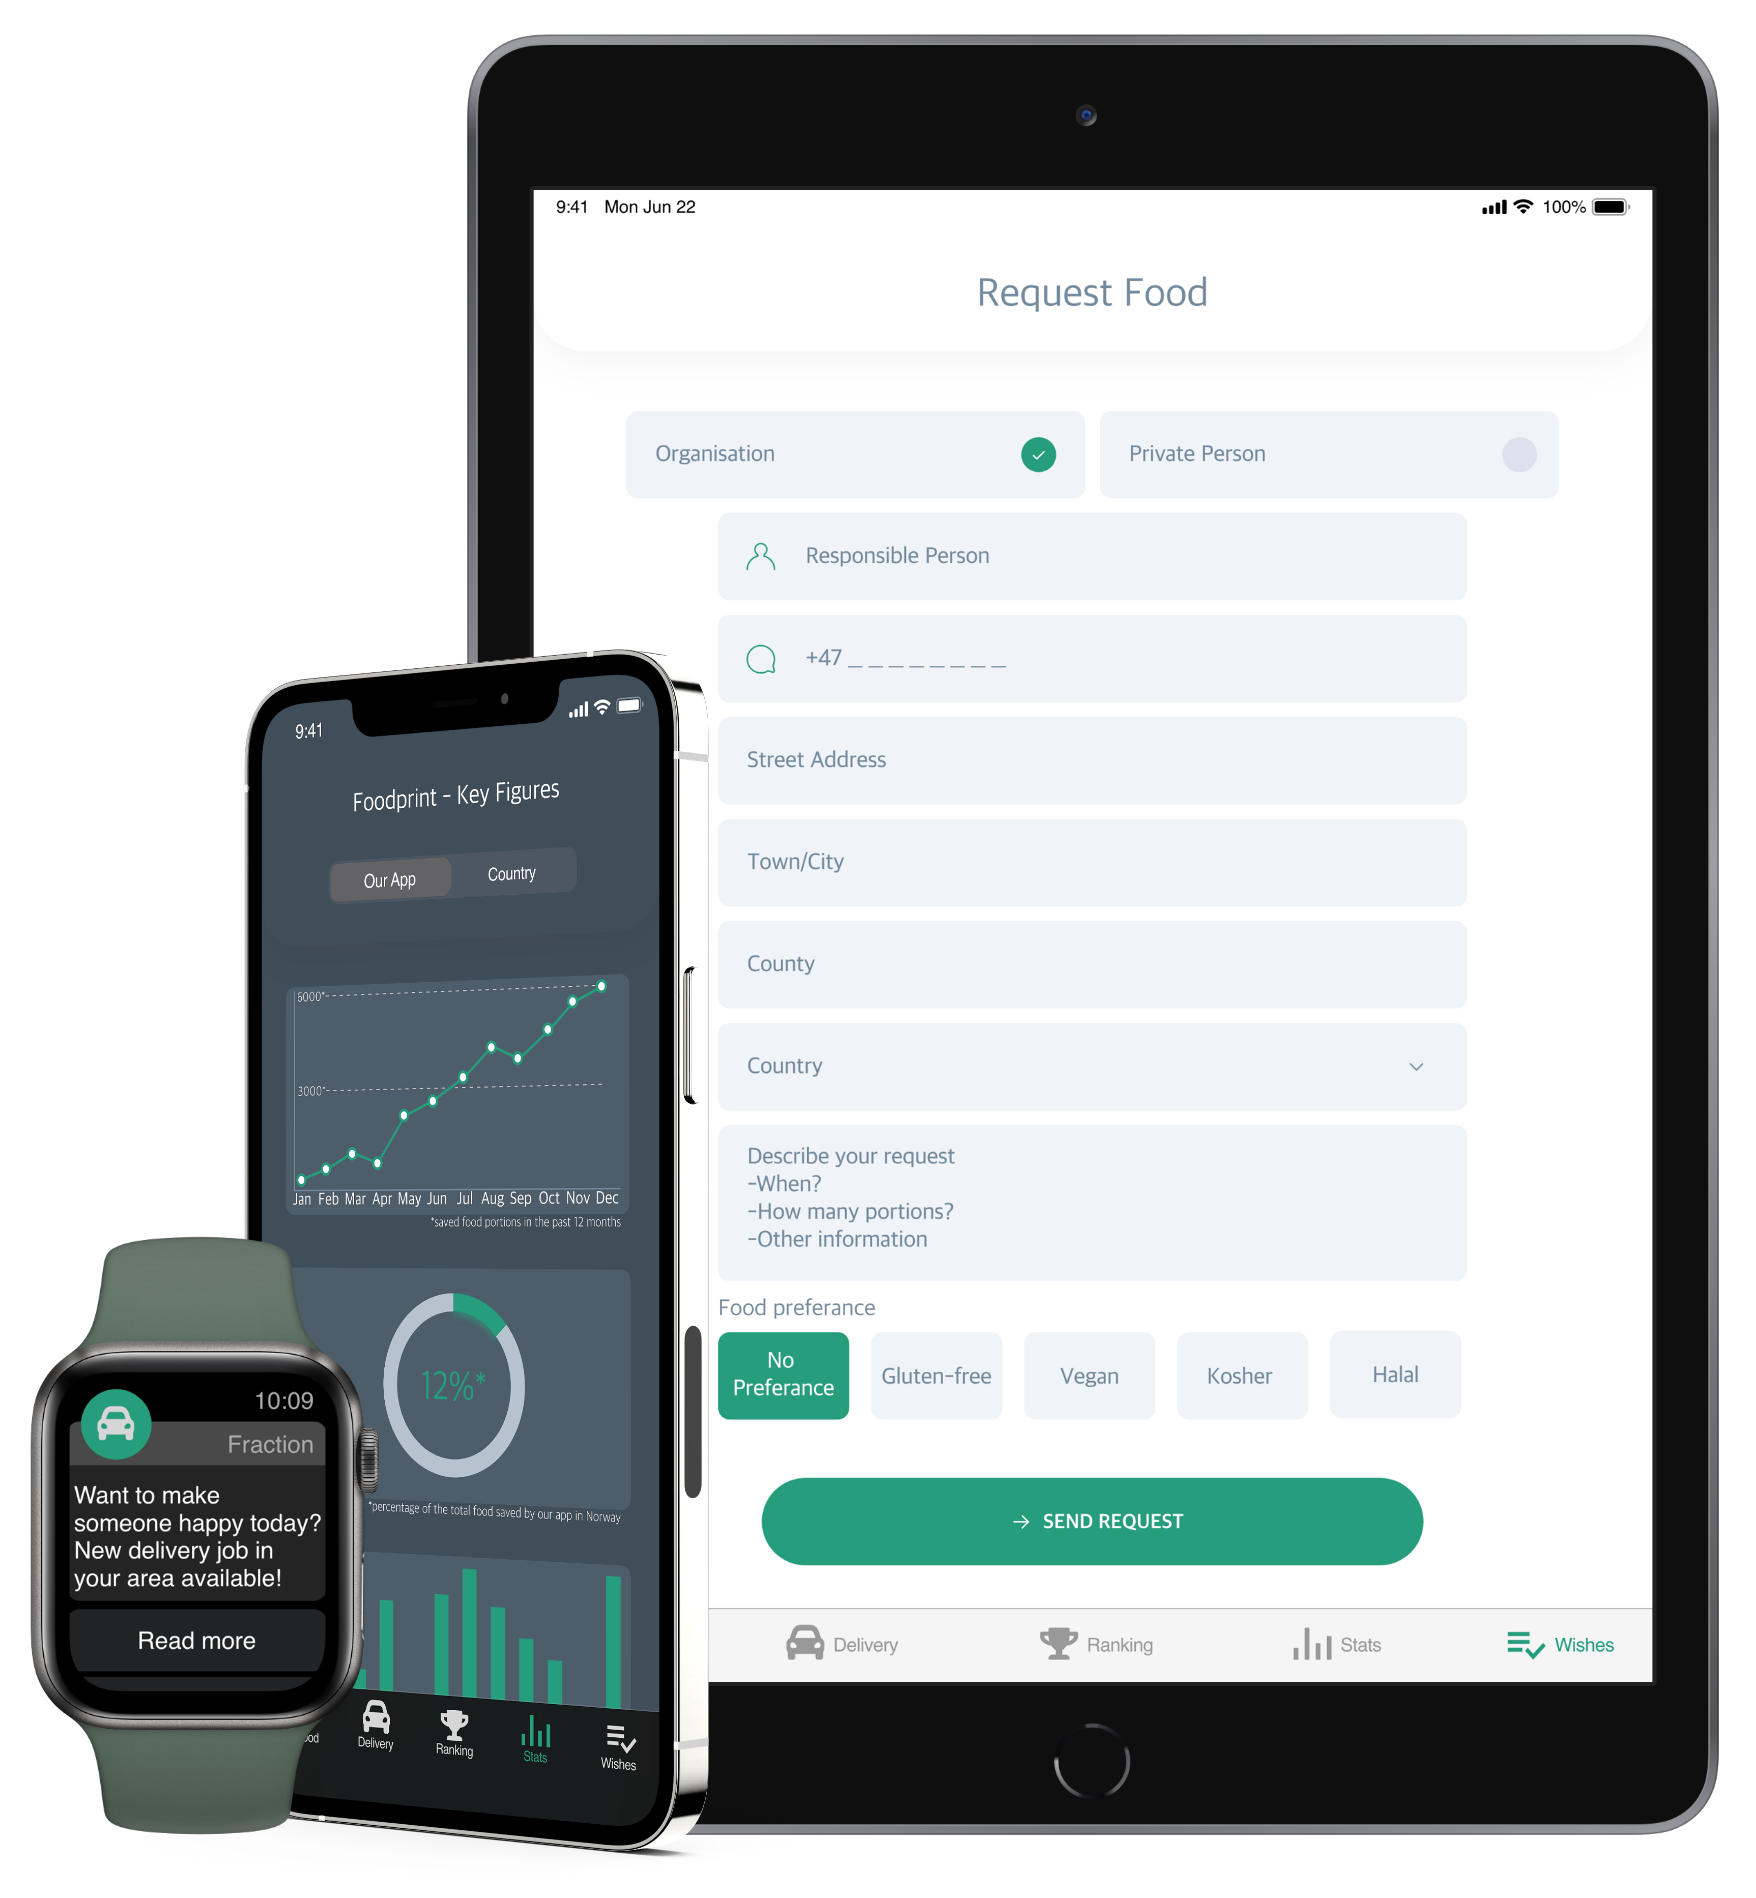 9:41 Mon Jun 22
100%
Request Food
Organisation
Private Person
Responsible Person
+47 _ _ _ _ _ _ _ _
Street Address
Town/City
County
Country
Describe your request
-When?
-How many portions?
-Other information
Food preferance
No
Preferance
Gluten-free
Vegan
Kosher
Halal
SEND REQUEST
Delivery
Ranking
Stats
Wishes
9:41
Foodprint - Key Figures
Our App
Country
6000*
3000*
Jan Feb Mar Apr May Jun Jul Aug Sep Oct Nov Dec
*saved food portions in the past 12 months
12%*
*percentage of the total food saved by our app in Norway
Delivery
Ranking
Stats
Wishes
10:09
Fraction
Want to make
someone happy today?
New delivery job in
your area available!
Read more